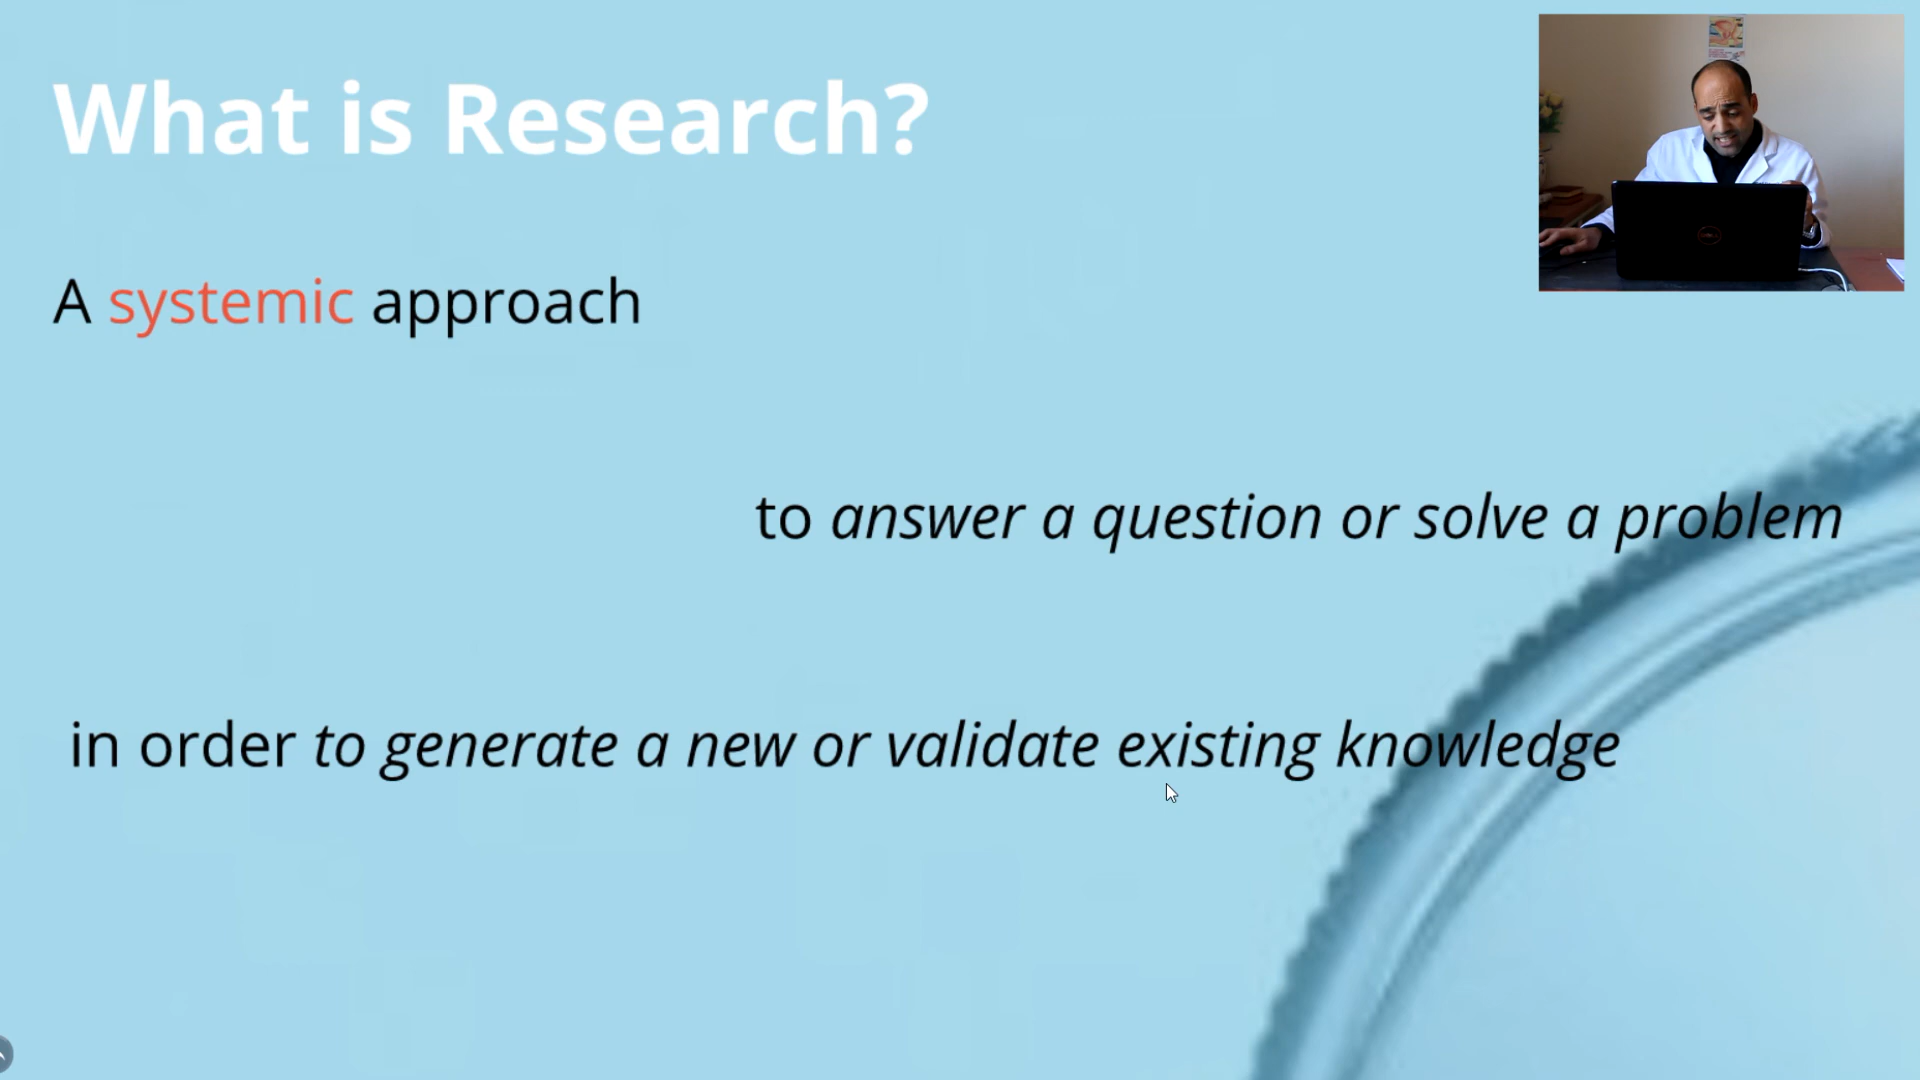 What is Research?
A systemic approach
to answer a question or solve a problem
in order to generate a new or validate existing knowledge